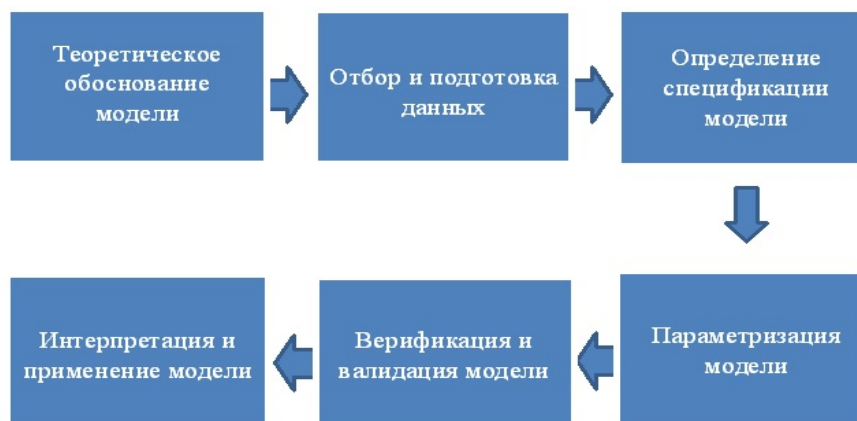 Теоретическое
обоснование
модели
Отбор и подготовка
данных
Определение
спецификации
модели
Параметризация
модели
Верификация и
валидация модели
Интерпретация и
применение модели